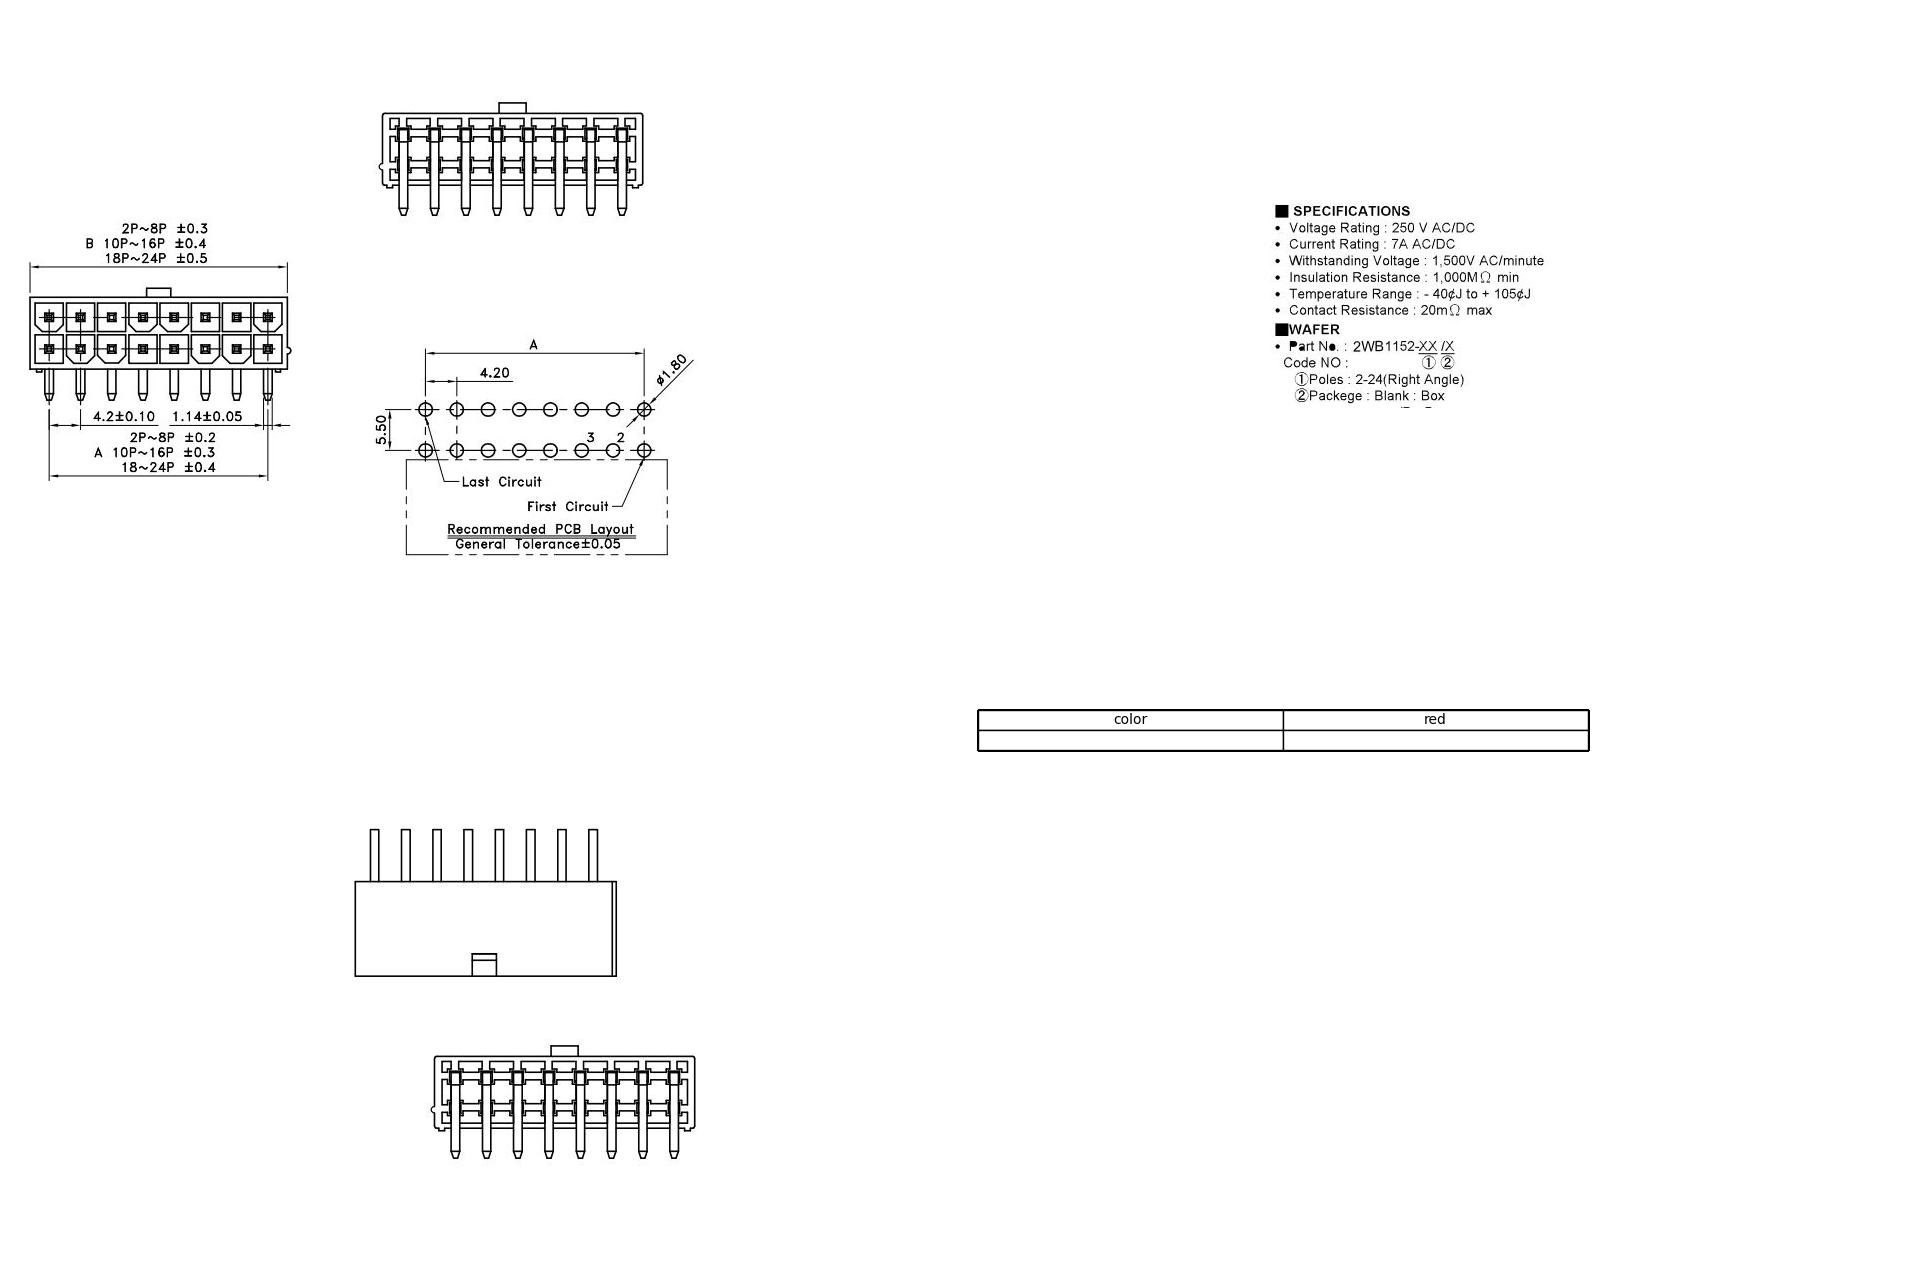 2P~8P ±0.3
B 10P~16P ±0.4
18P~24P ±0.5
4.2±0.10 1.14±0.05
2P~8P ±0.2
A 10P~16P ±0.3
18~24P ±0.4
A
4.20
ø1.80
5.50
3 2
Last Circuit
First Circuit
Recommended PCB Layout
General Tolerance±0.05
■ SPECIFICATIONS
• Voltage Rating : 250 V AC/DC
• Current Rating : 7A AC/DC
• Withstanding Voltage : 1,500V AC/minute
• Insulation Resistance : 1,000MΩ min
• Temperature Range : - 40¢J to + 105¢J
• Contact Resistance : 20mΩ max
■WAFER
• Part No. : 2WB1152-XX /X
Code NO : ① ②
①Poles : 2-24(Right Angle)
②Packege : Blank : Box
color red